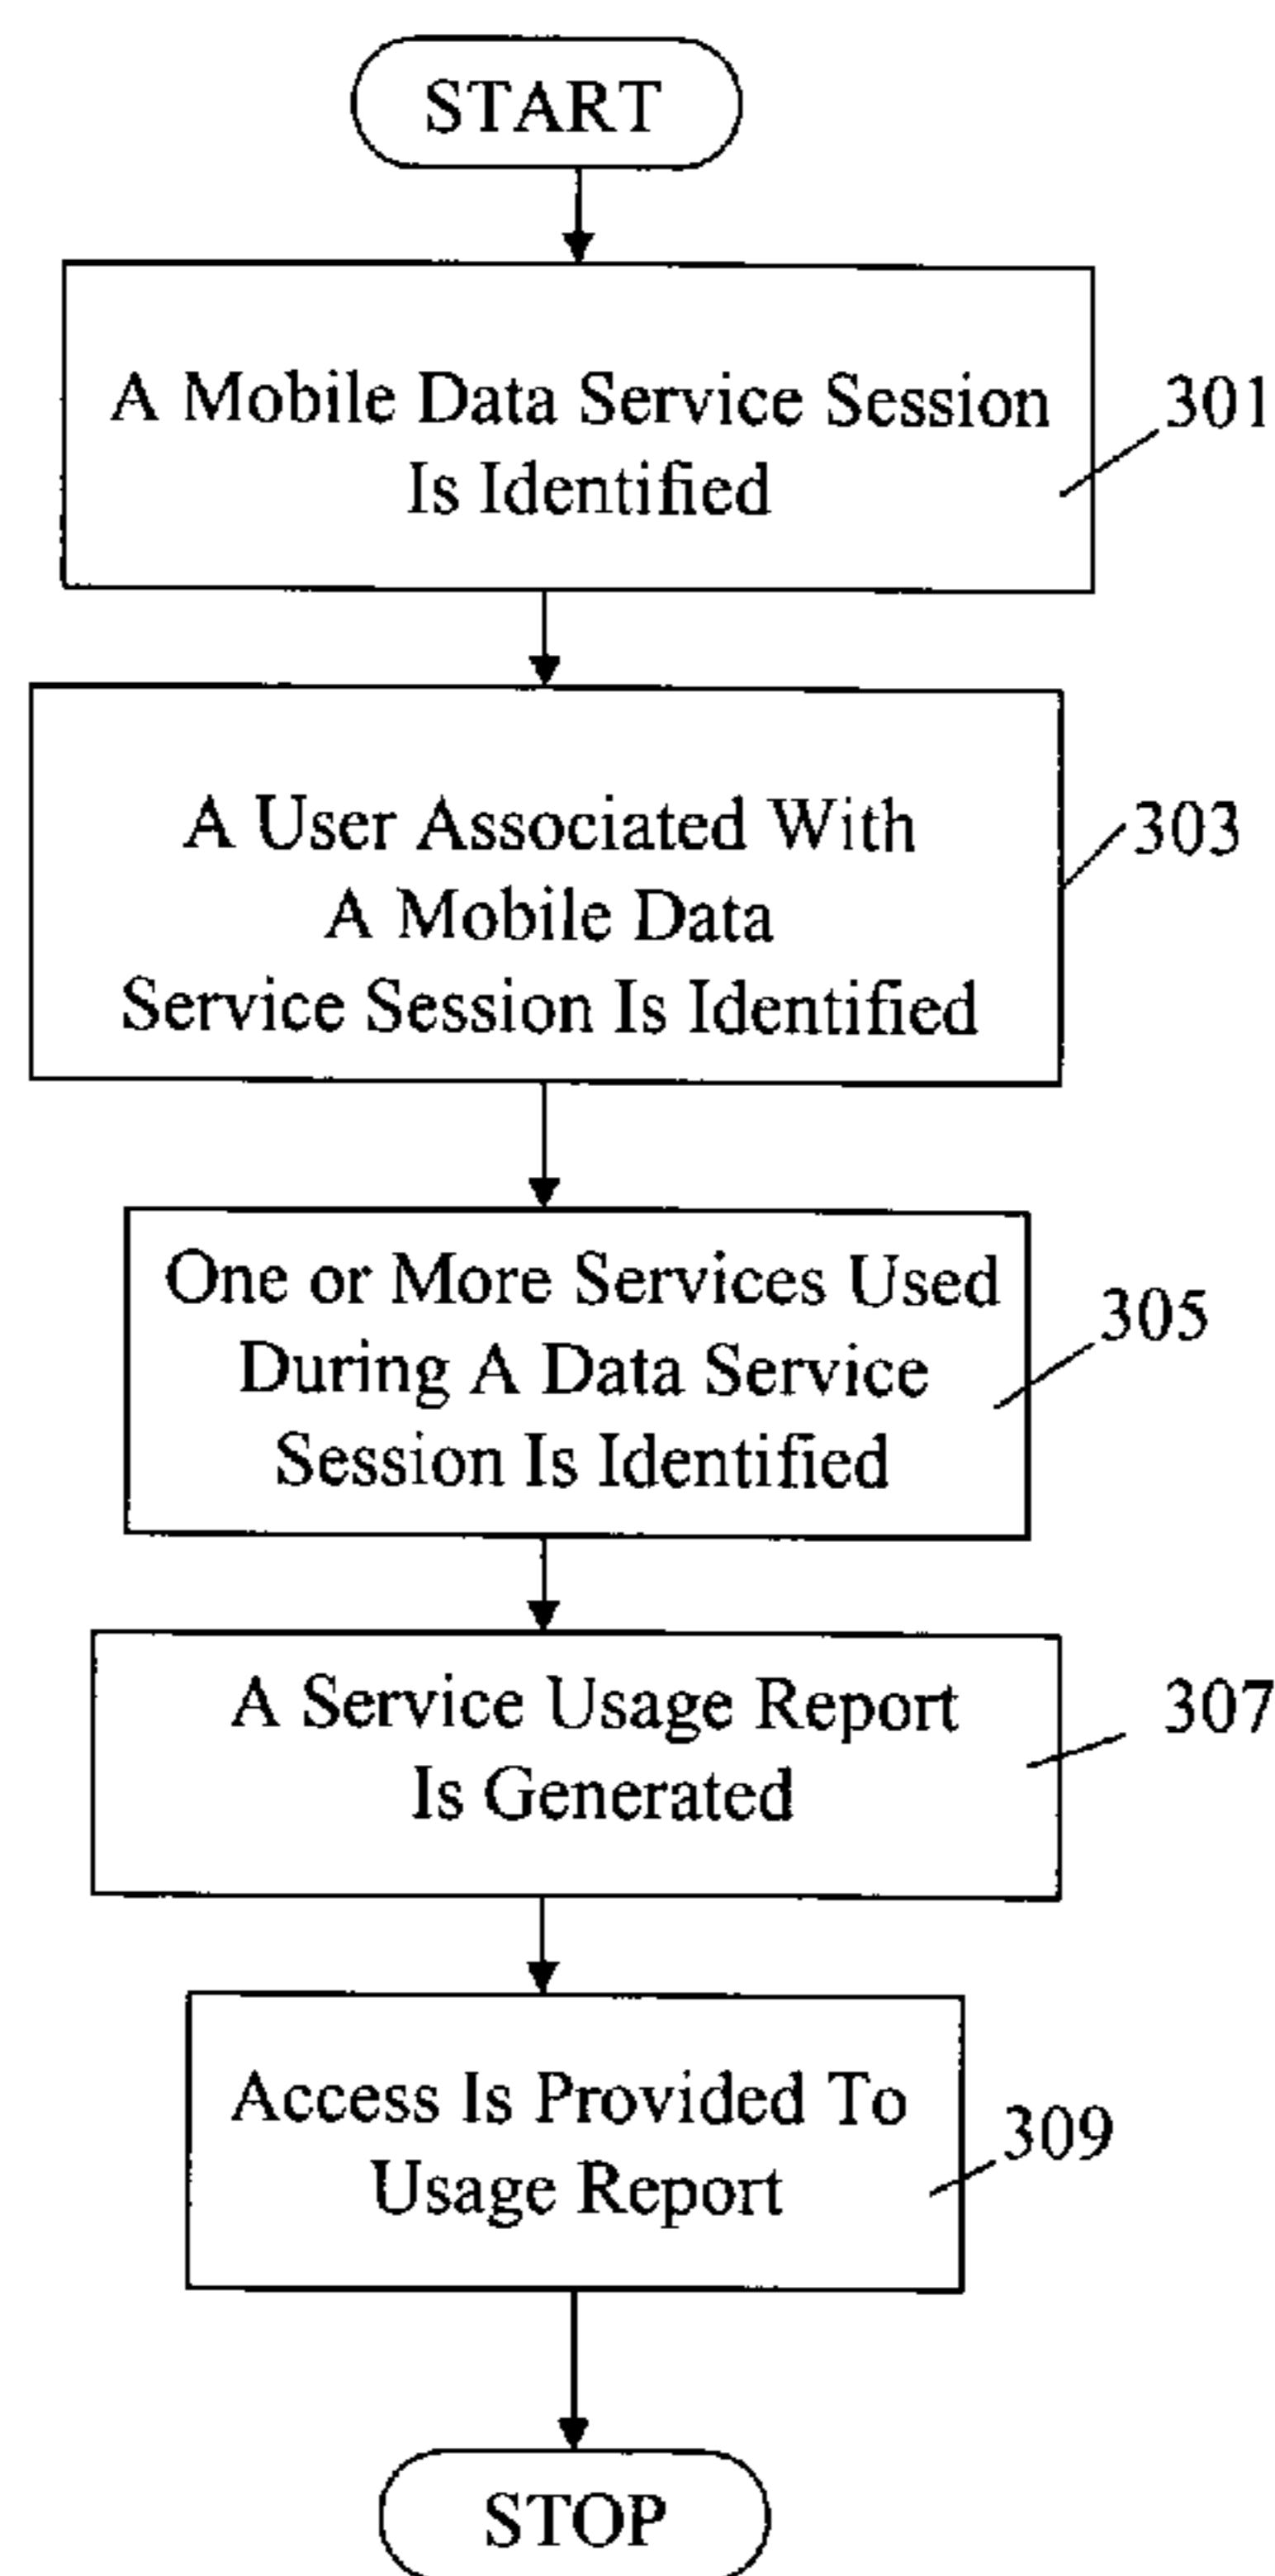 START
A Mobile Data Service Session
Is Identified
301
A User Associated With
A Mobile Data
Service Session Is Identified
303
One or More Services Used
During A Data Service
Session Is Identified
305
A Service Usage Report
Is Generated
307
Access Is Provided To
Usage Report
309
STOP